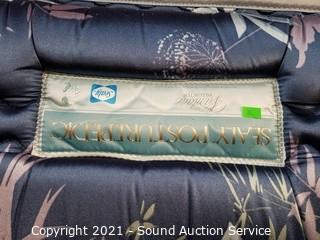 SEALY POSTUREPEDIC
Sealy
Copyright © 2021 - Sound Auction Service